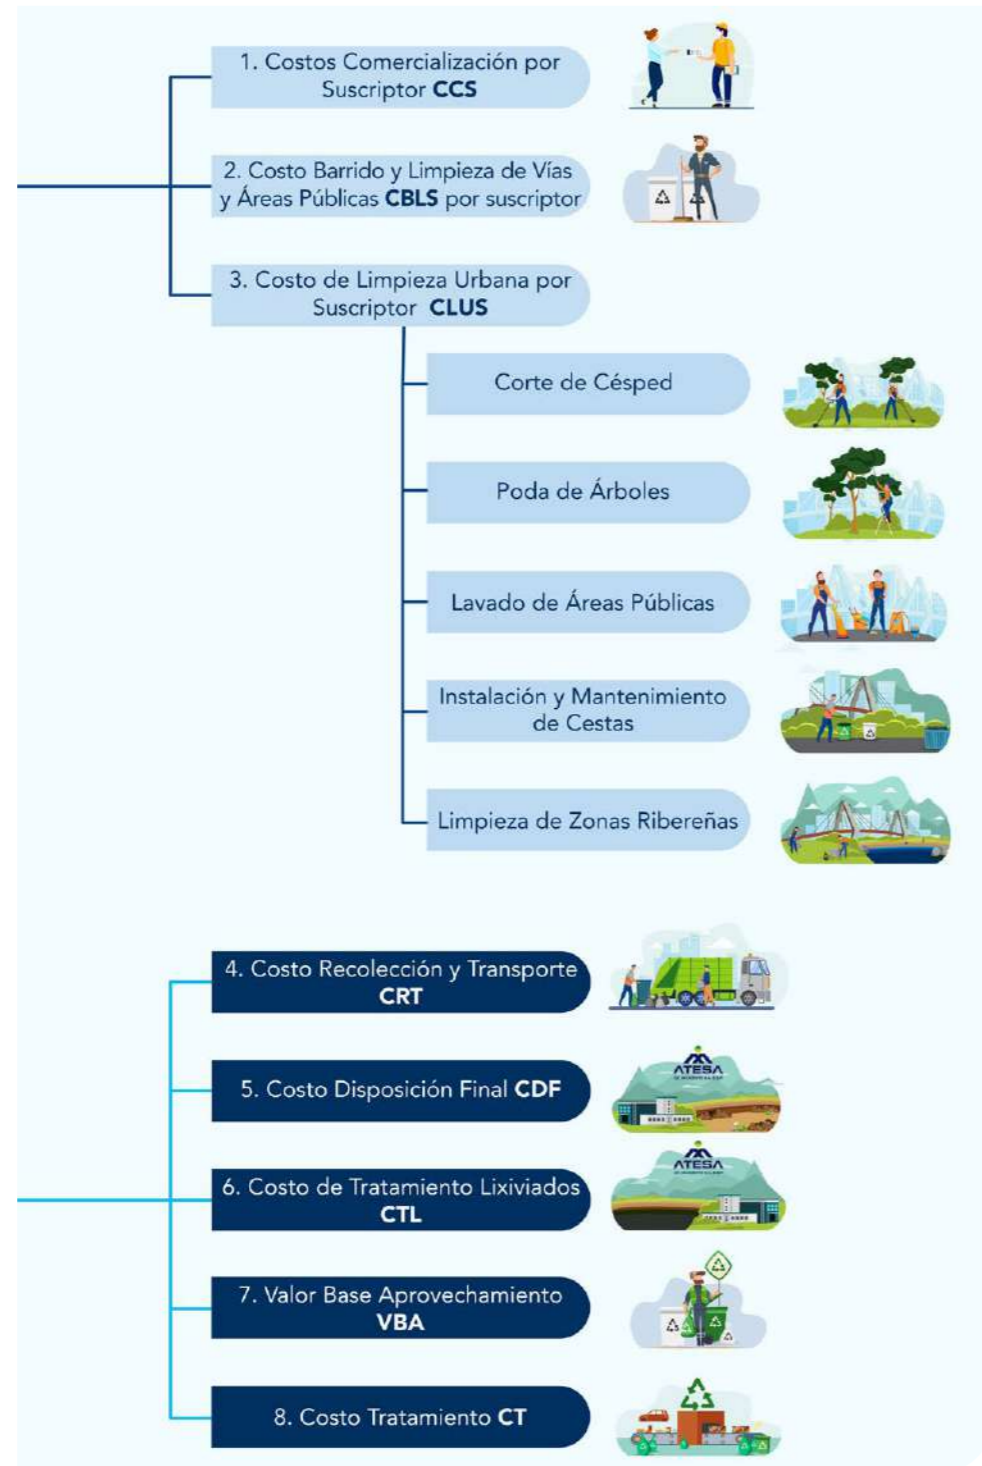 1. Costos Comercialización por
Suscriptor CCS
2. Costo Barrido y Limpieza de Vías
y Áreas Públicas CBLS por suscriptor
3. Costo de Limpieza Urbana por
Suscriptor CLUS
Corte de Césped
Poda de Árboles
Lavado de Áreas Públicas
Instalación y Mantenimiento
de Cestas
Limpieza de Zonas Ribereñas
4. Costo Recolección y Transporte
CRT
5. Costo Disposición Final CDF
ATESA
6. Costo de Tratamiento Lixiviados
CTL
ATESA
7. Valor Base Aprovechamiento
VBA
8. Costo Tratamiento CT